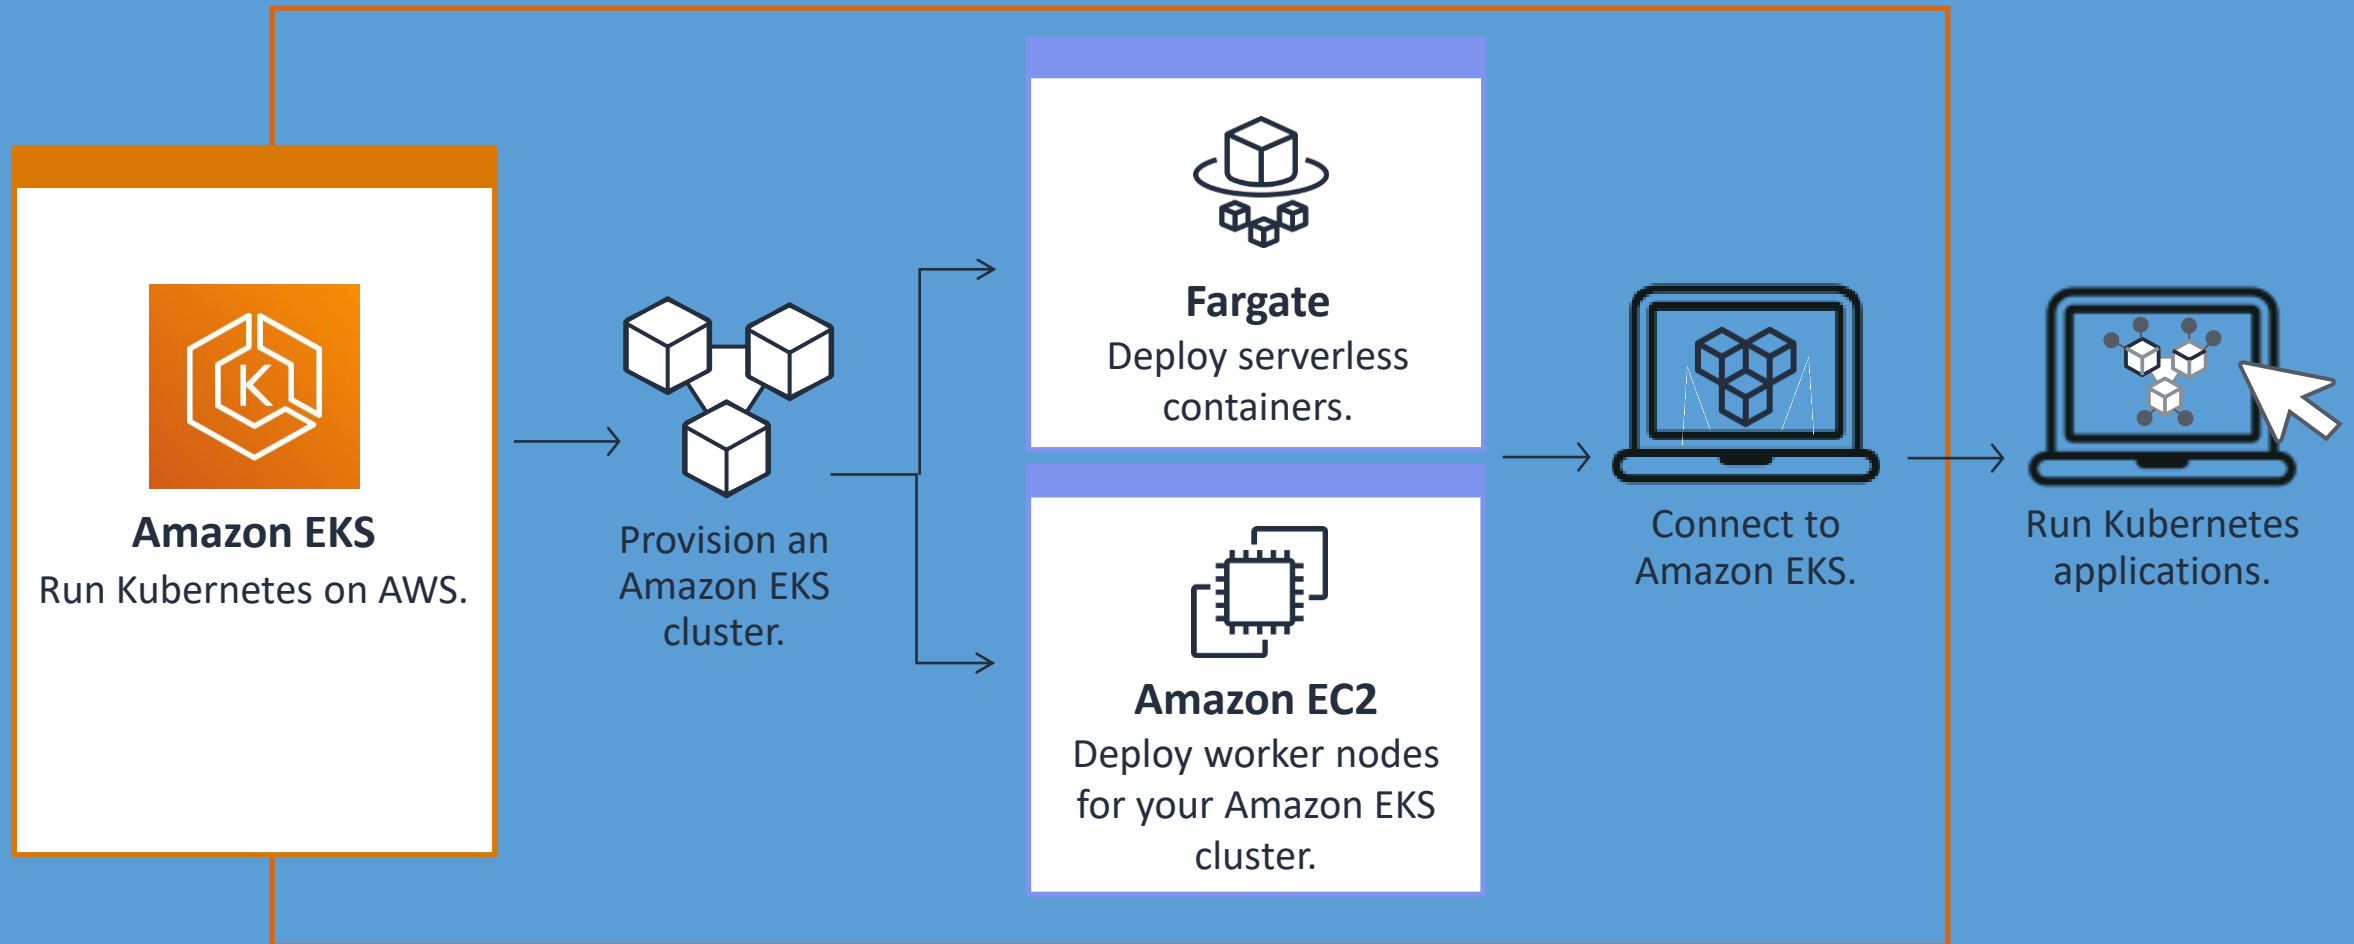 K
Amazon EKS
Run Kubernetes on AWS.
Provision an
Amazon EKS
cluster.
Fargate
Deploy serverless
containers.
Amazon EC2
Deploy worker nodes
for your Amazon EKS
cluster.
Connect to
Amazon EKS.
Run Kubernetes
applications.